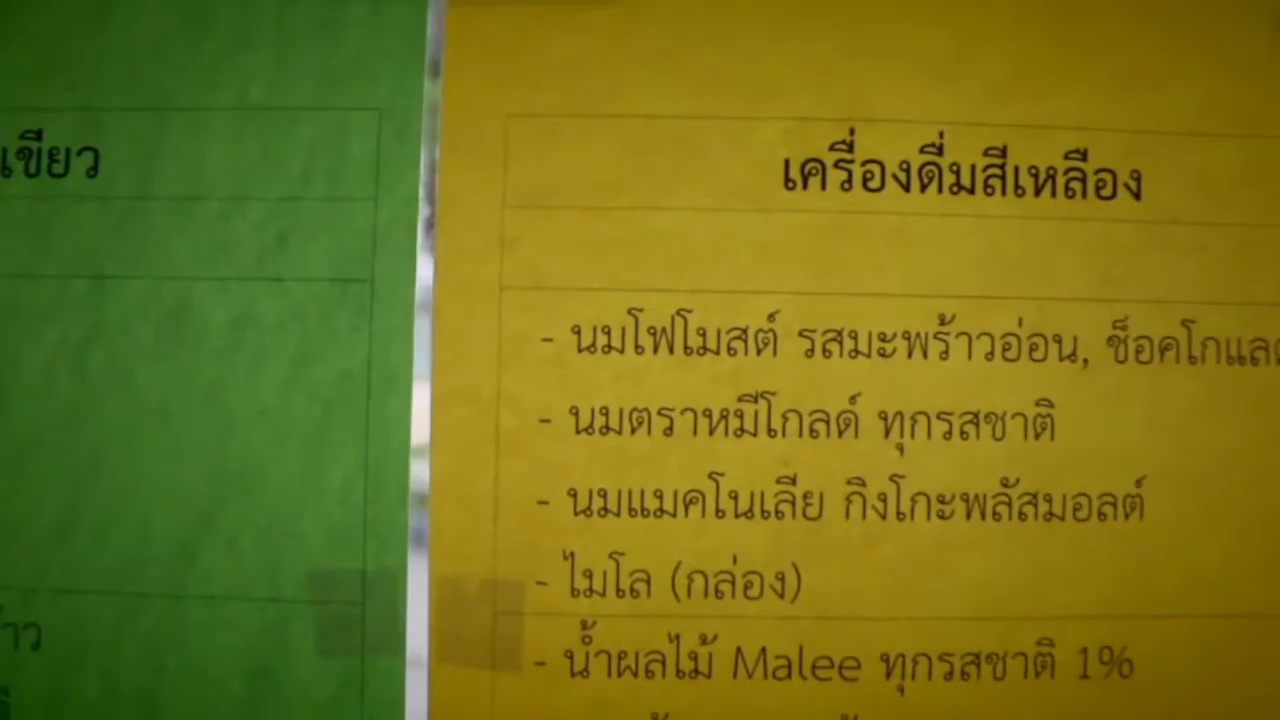 เขียว
เครื่องดื่มสีเหลือง
- นมโฟโมสต์ รสมะพร้าวอ่อน, ช็อคโกแลต
- นมตราหมีโกลด์ ทุกรสชาติ
- นมแมคโนเลีย กิงโกะพลัสมอลต์
- ไมโล (กล่อง)
- น้ำผลไม้ Malee ทุกรสชาติ 1%